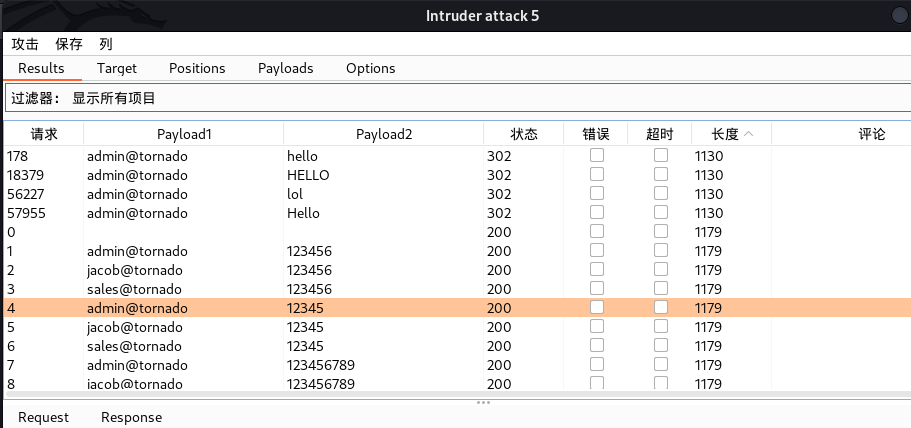 Intruder attack 5
攻击 保存 列
Results Target Positions Payloads Options
过滤器： 显示所有项目
请求 Payload1 Payload2 状态 错误 超时 长度 评论
178 admin@tornado hello 302 1130
18379 admin@tornado HELLO 302 1130
56227 admin@tornado lol 302 1130
57955 admin@tornado Hello 302 1130
0 200 1179
1 admin@tornado 123456 200 1179
2 jacob@tornado 123456 200 1179
3 sales@tornado 123456 200 1179
4 admin@tornado 12345 200 1179
5 jacob@tornado 12345 200 1179
6 sales@tornado 12345 200 1179
7 admin@tornado 123456789 200 1179
8 jacob@tornado 123456789 200 1179
Request Response